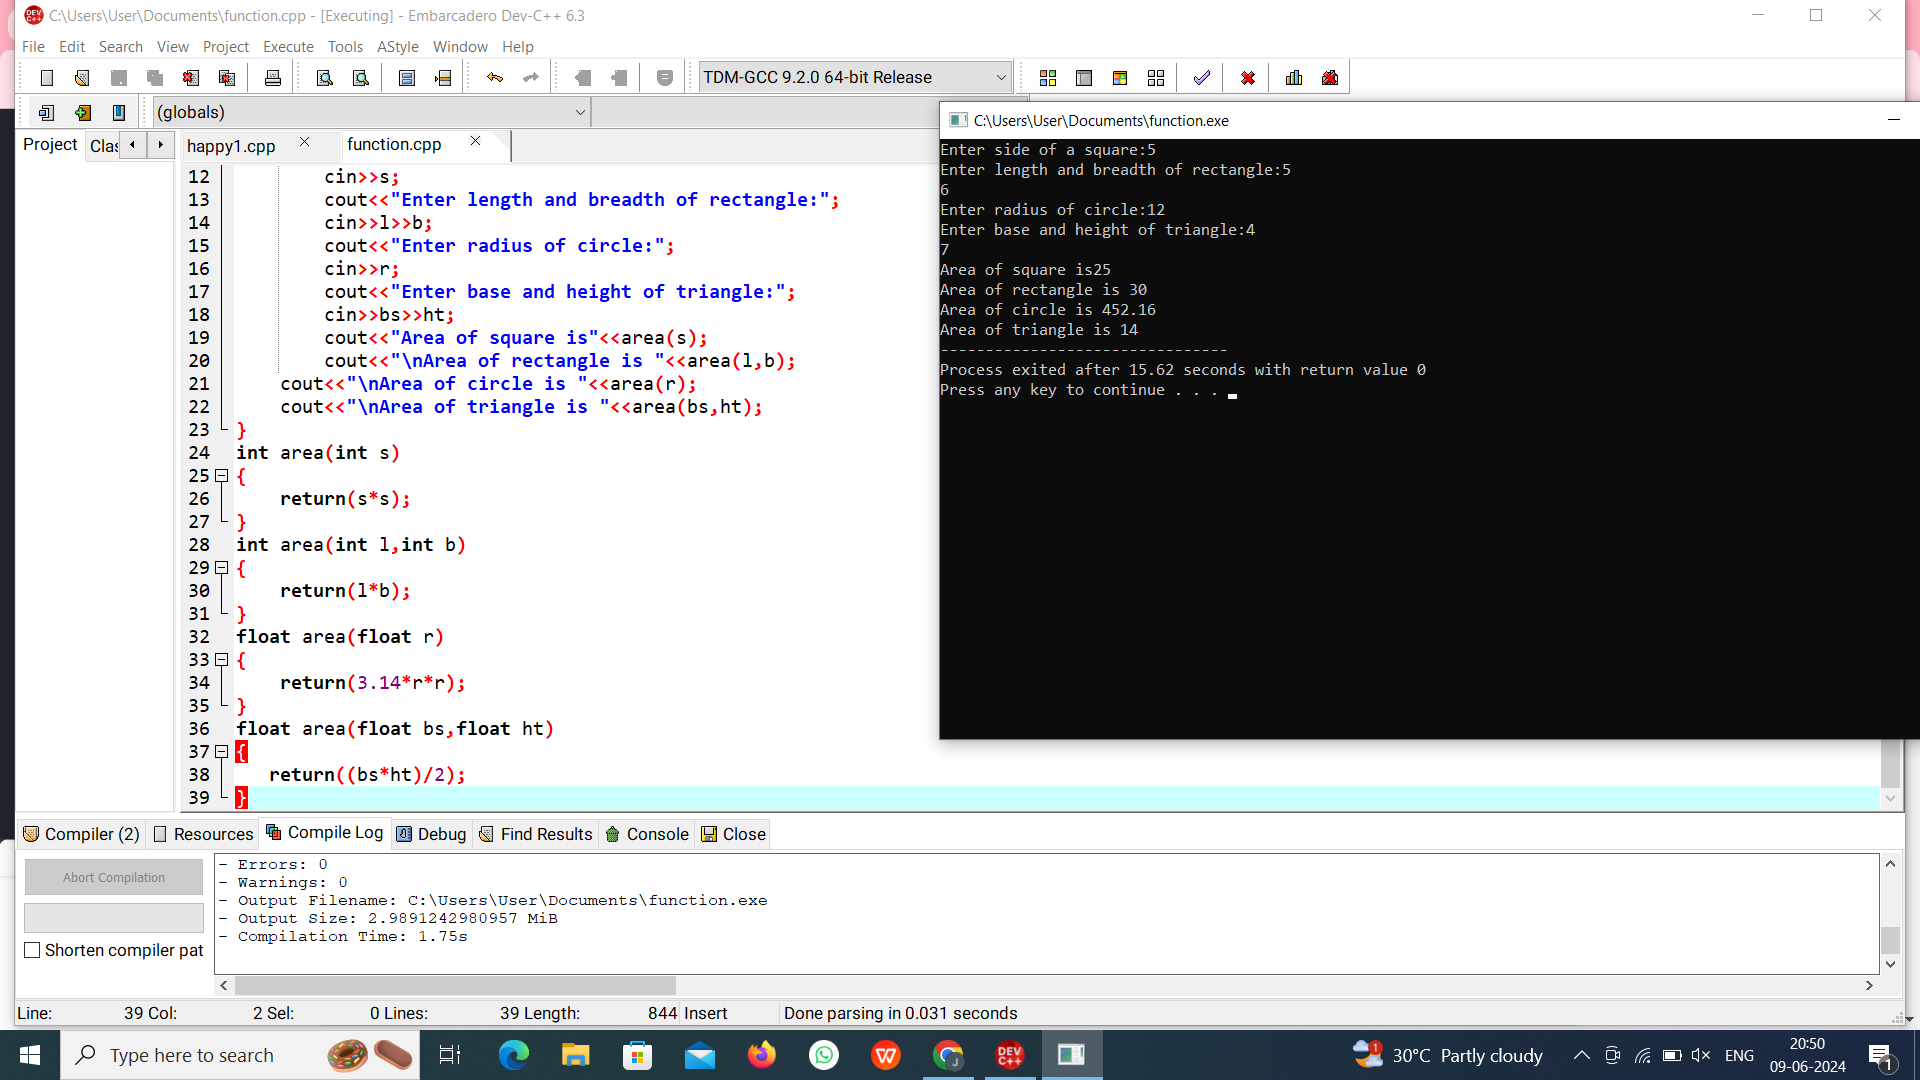 C:\Users\User\Documents\function.cpp - [Executing] - Embarcadero Dev-C++ 6.3
File Edit Search View Project Execute Tools AStyle Window Help
TDM-GCC 9.2.0 64-bit Release
(globals)
Project
happy1.cpp
function.cpp
12 cin>>s;
13 cout<<"Enter length and breadth of rectangle:";
14 cin>>l>>b;
15 cout<<"Enter radius of circle:";
16 cin>>r;
17 cout<<"Enter base and height of triangle:";
18 cin>>bs>>ht;
19 cout<<"Area of square is"<<area(s);
20 cout<<"\nArea of rectangle is "<<area(l,b);
21 cout<<"\nArea of circle is "<<area(r);
22 cout<<"\nArea of triangle is "<<area(bs,ht);
23 }
24 int area(int s)
25 {
26 return(s*s);
27 }
28 int area(int l,int b)
29 {
30 return(l*b);
31 }
32 float area(float r)
33 {
34 return(3.14*r*r);
35 }
36 float area(float bs,float ht)
37 {
38 return((bs*ht)/2);
39 }
C:\Users\User\Documents\function.exe
Enter side of a square:5
Enter length and breadth of rectangle:5
6
Enter radius of circle:12
Enter base and height of triangle:4
7
Area of square is25
Area of rectangle is 30
Area of circle is 452.16
Area of triangle is 14
--------------------------------
Process exited after 15.62 seconds with return value 0
Press any key to continue . . .
Compiler (2) Resources Compile Log Debug Find Results Console Close
Abort Compilation
Shorten compiler pat
- Errors: 0
- Warnings: 0
- Output Filename: C:\Users\User\Documents\function.exe
- Output Size: 2.9891242980957 MiB
- Compilation Time: 1.75s
Line: 39 Col: 2 Sel: 0 Lines: 39 Length: 844 Insert Done parsing in 0.031 seconds
Type here to search
DEV C++
1
30°C Partly cloudy
ENG
20:50
09-06-2024
1